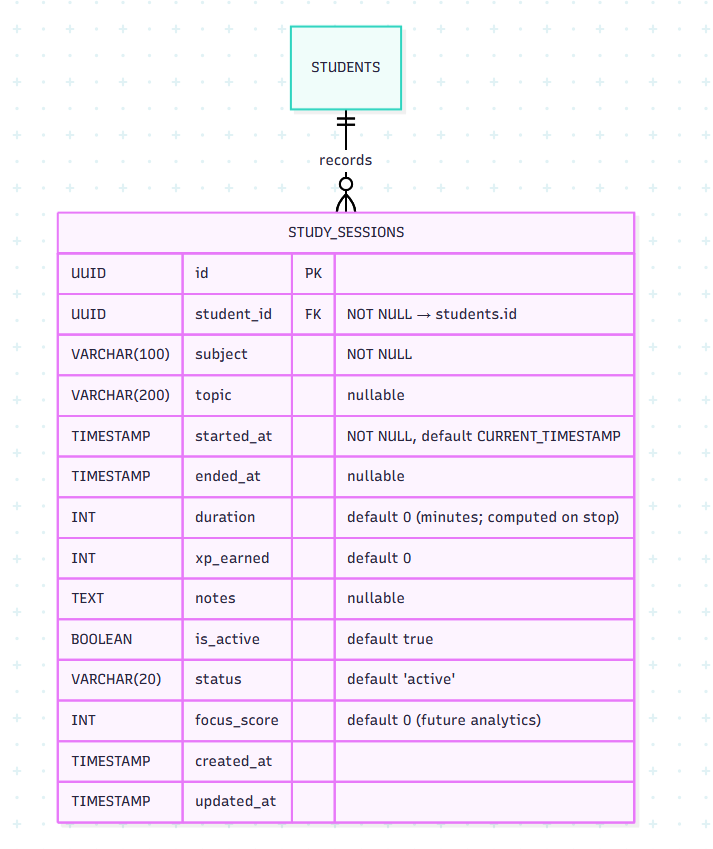 STUDENTS
records
STUDY_SESSIONS
UUID id PK
UUID student_id FK NOT NULL → students.id
VARCHAR(100) subject NOT NULL
VARCHAR(200) topic nullable
TIMESTAMP started_at NOT NULL, default CURRENT_TIMESTAMP
TIMESTAMP ended_at nullable
INT duration default 0 (minutes; computed on stop)
INT xp_earned default 0
TEXT notes nullable
BOOLEAN is_active default true
VARCHAR(20) status default 'active'
INT focus_score default 0 (future analytics)
TIMESTAMP created_at
TIMESTAMP updated_at